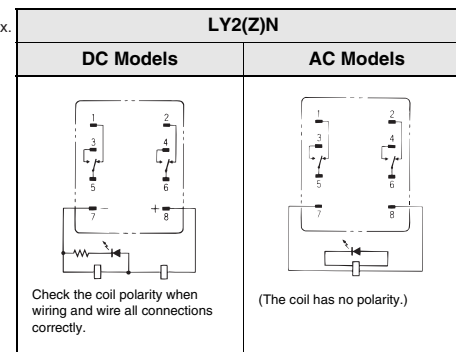 x.
LY2(Z)N
DC Models
AC Models
1 2
3 4
5 6
7 − + 8
Check the coil polarity when
wiring and wire all connections
correctly.
1 2
3 4
5 6
7 8
(The coil has no polarity.)